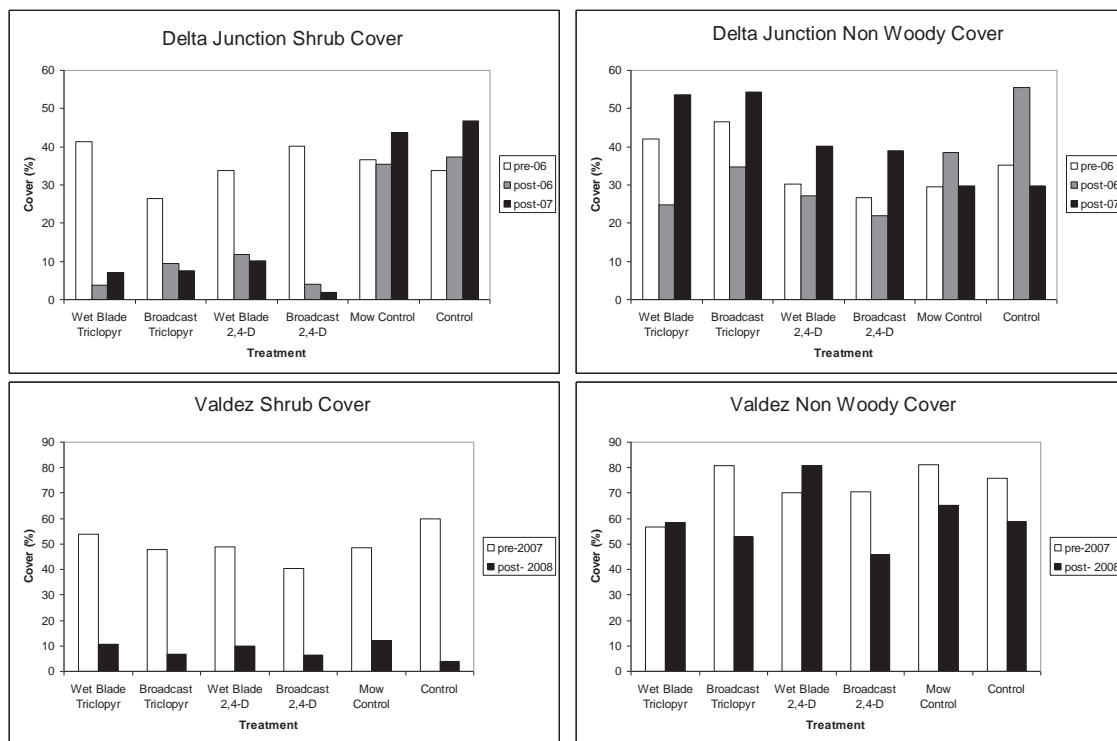 Delta Junction Shrub Cover
60
50
40
30
20
10
0
Cover (%)
Wet Blade Triclopyr
Broadcast Triclopyr
Wet Blade 2,4-D
Broadcast 2,4-D
Mow Control
Control
Treatment
pre-06
post-06
post-07
Delta Junction Non Woody Cover
60
50
40
30
20
10
0
Cover (%)
Wet Blade Triclopyr
Broadcast Triclopyr
Wet Blade 2,4-D
Broadcast 2,4-D
Mow Control
Control
Treatment
pre-06
post-06
post-07
Valdez Shrub Cover
90
80
70
60
50
40
30
20
10
0
Cover (%)
Wet Blade Triclopyr
Broadcast Triclopyr
Wet Blade 2,4-D
Broadcast 2,4-D
Mow Control
Control
Treatment
pre-2007
post- 2008
Valdez Non Woody Cover
90
80
70
60
50
40
30
20
10
0
Cover (%)
Wet Blade Triclopyr
Broadcast Triclopyr
Wet Blade 2,4-D
Broadcast 2,4-D
Mow Control
Control
Treatment
pre-2007
post- 2008